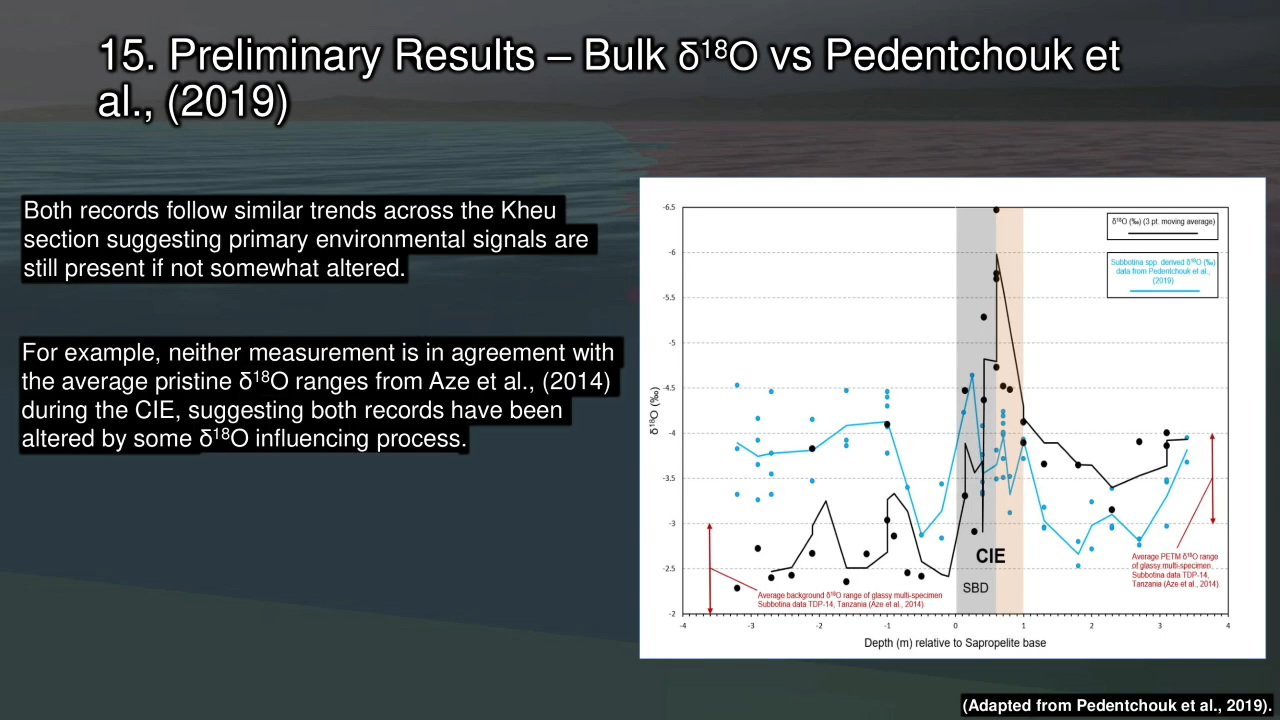 15. Preliminary Results – Bulk δ¹⁸O vs Pedentchouk et
al., (2019)
Both records follow similar trends across the Kheu
section suggesting primary environmental signals are
still present if not somewhat altered.
For example, neither measurement is in agreement with
the average pristine δ¹⁸O ranges from Aze et al., (2014)
during the CIE, suggesting both records have been
altered by some δ¹⁸O influencing process.
-6.5
-6
-5.5
-5
-4.5
-4
-3.5
-3
-2.5
-2
δ¹⁸O (‰)
δ¹⁸O (‰) (3 pt. moving average)
Subbotina spp. derived δ¹⁸O (‰)
data from Pedentchouk et al.,
(2019)
CIE
SBD
Average background δ¹⁸O range of glassy multi-specimen
Subbotina data TDP-14, Tanzania (Aze et al., 2014).
Average PETM δ¹⁸O range
of glassy multi-specimen
Subbotina data TDP-14,
Tanzania (Aze et al., 2014).
-4 -3 -2 -1 0 1 2 3 4
Depth (m) relative to Sapropelite base
(Adapted from Pedentchouk et al., 2019).